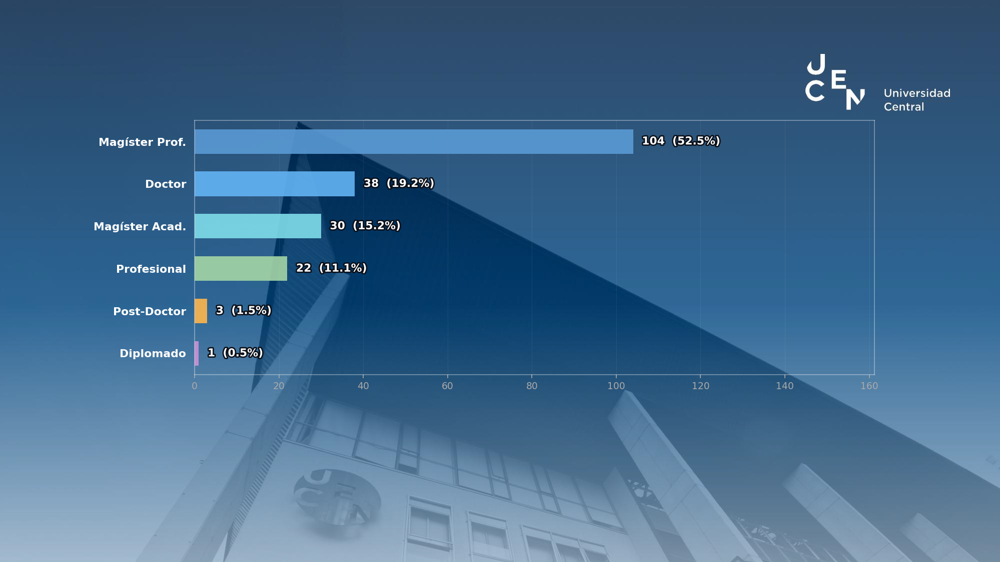 UCEN
Universidad
Central
Magíster Prof.
104 (52.5%)
Doctor
38 (19.2%)
Magíster Acad.
30 (15.2%)
Profesional
22 (11.1%)
Post-Doctor
3 (1.5%)
Diplomado
1 (0.5%)
0 20 40 60 80 100 120 140 160
UCEN